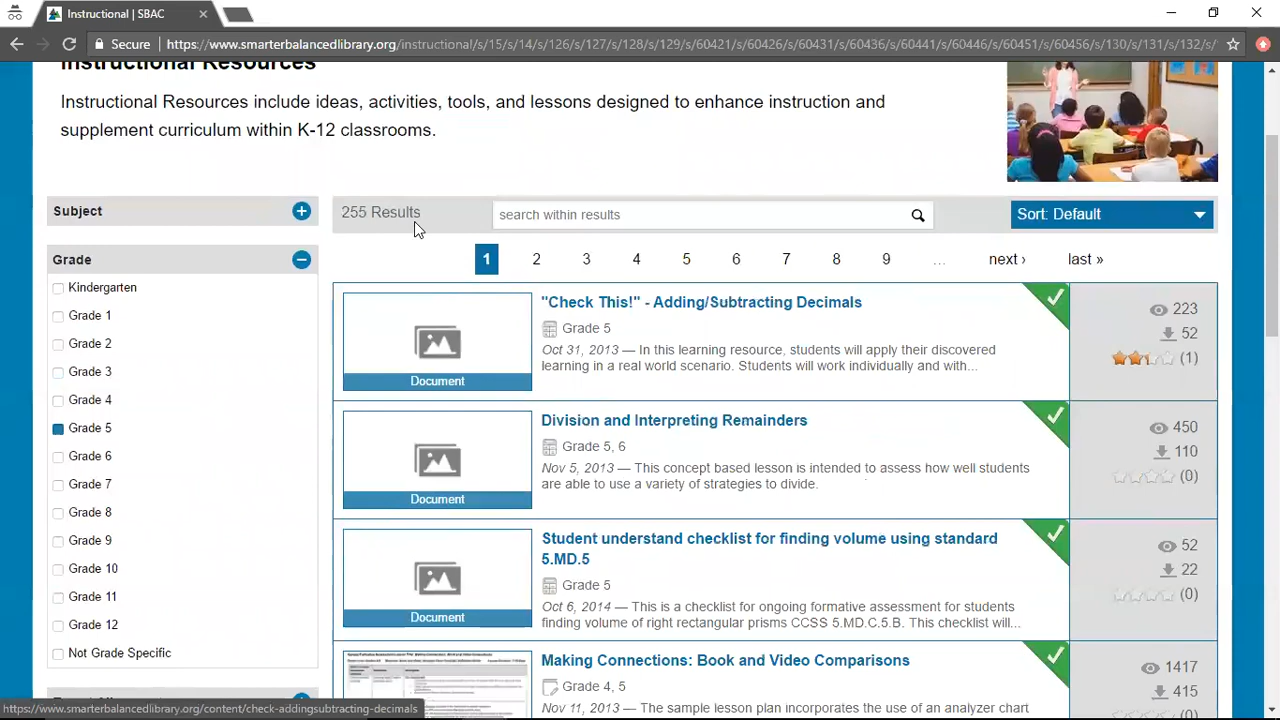 Instructional | SBAC
Secure
https://www.smarterbalancedlibrary.org/instructional/s/15/s/14/s/126/s/127/s/128/s/129/s/60421/s/60426/s/60431/s/60436/s/60441/s/60446/s/60451/s/60456/s/130/s/131/s/132/s/
Instructional Resources
Instructional Resources include ideas, activities, tools, and lessons designed to enhance instruction and
supplement curriculum within K-12 classrooms.
Subject
255 Results
search within results
Sort: Default
Grade
1 2 3 4 5 6 7 8 9 ... next › last »
Kindergarten
Grade 1
Grade 2
Grade 3
Grade 4
Grade 5
Grade 6
Grade 7
Grade 8
Grade 9
Grade 10
Grade 11
Grade 12
Not Grade Specific
"Check This!" - Adding/Subtracting Decimals
Grade 5
Oct 31, 2013 — In this learning resource, students will apply their discovered
learning in a real world scenario. Students will work individually and with...
Document
223
52
(1)
Division and Interpreting Remainders
Grade 5, 6
Nov 5, 2013 — This concept based lesson is intended to assess how well students
are able to use a variety of strategies to divide.
Document
450
110
(0)
Student understand checklist for finding volume using standard
5.MD.5
Grade 5
Oct 6, 2014 — This is a checklist for ongoing formative assessment for students
finding volume of right rectangular prisms CCSS 5.MD.C.5 B. This checklist will...
Document
52
22
(0)
Making Connections: Book and Video Comparisons
Grade 4, 5
Nov 11, 2013 — The sample lesson plan incorporates the use of an analyzer chart
1417
415
https://www.smarterbalancedlibrary.org/content/check-addingsubtracting-decimals